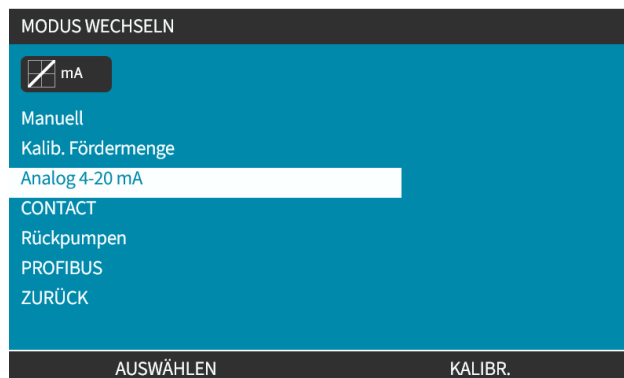 MODUS WECHSELN
mA
Manuell
Kalib. Fördermenge
Analog 4-20 mA
CONTACT
Rückpumpen
PROFIBUS
ZURÜCK
AUSWÄHLEN KALIBR.